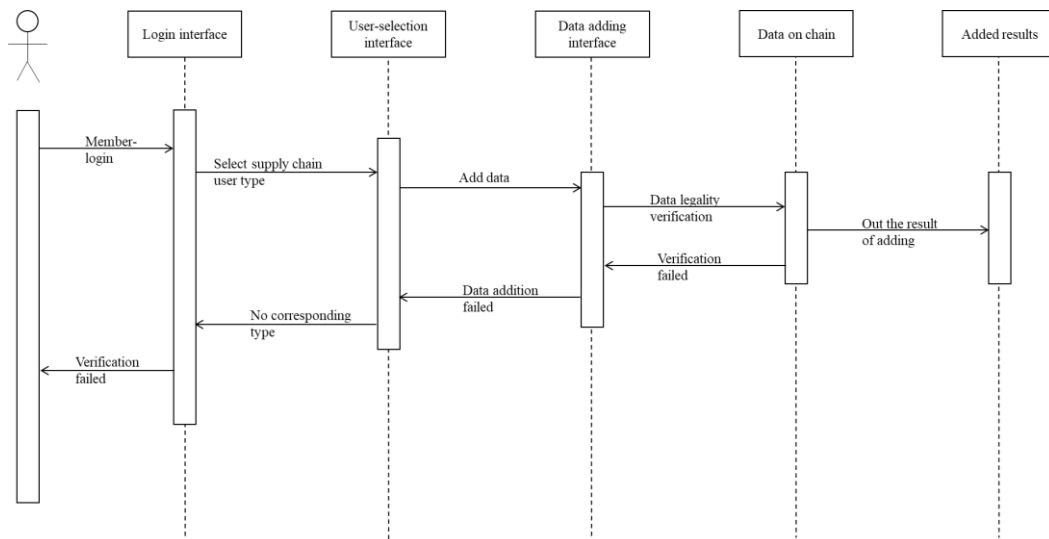 Login interface
User-selection
interface
Data adding
interface
Data on chain
Added results
Member-
login
Select supply chain
user type
Add data
Data legality
verification
Out the result
of adding
Verification
failed
Data addition
failed
No corresponding
type
Verification
failed